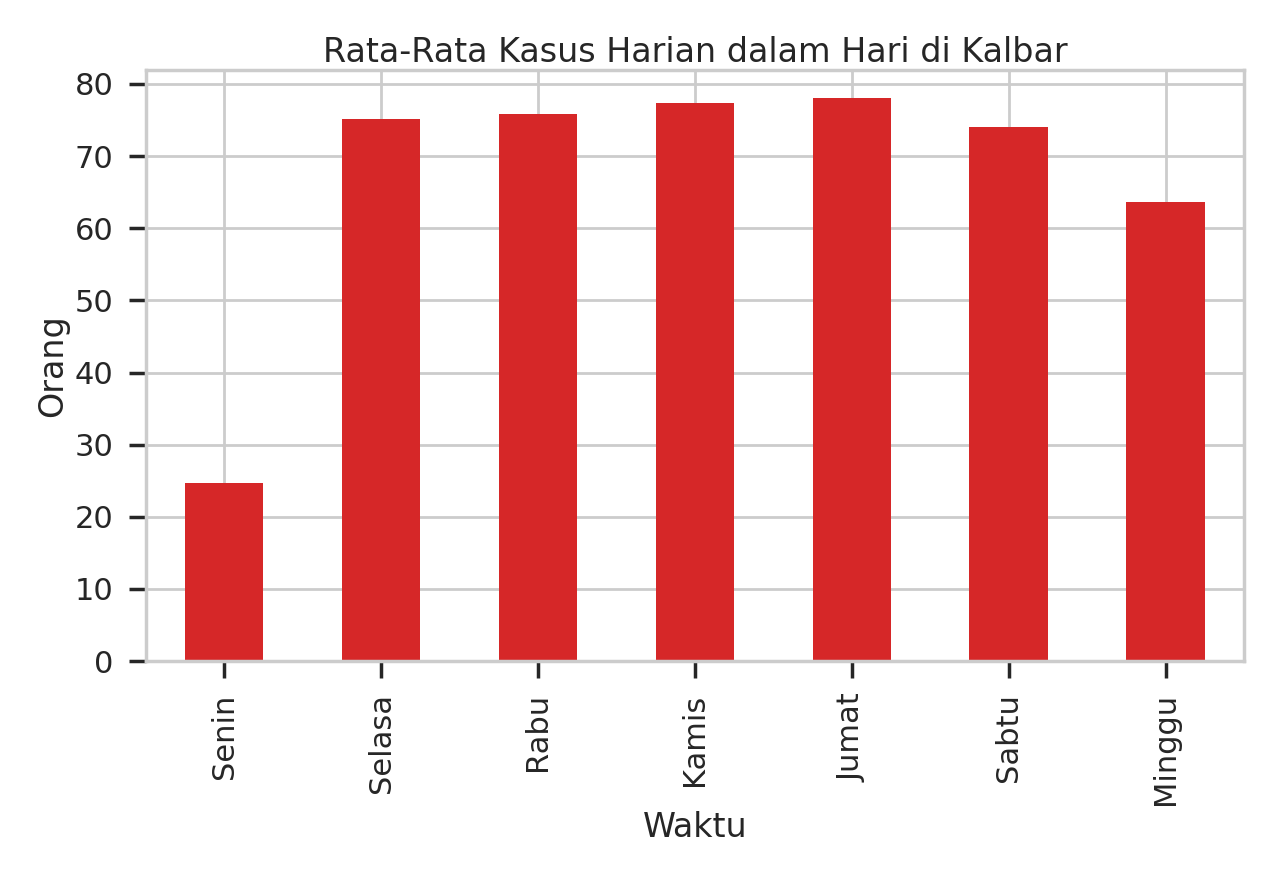 Rata-Rata Kasus Harian dalam Hari di Kalbar
80
70
60
50
40
30
20
10
0
Orang
Senin
Selasa
Rabu
Kamis
Jumat
Sabtu
Minggu
Waktu